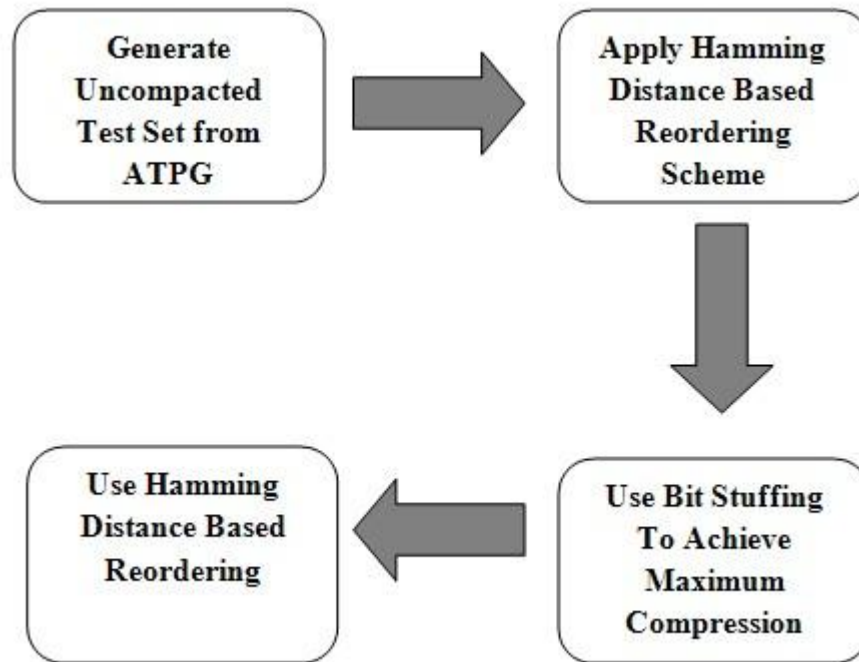 Generate
Uncompacted
Test Set from
ATPG
Apply Hamming
Distance Based
Reordering
Scheme
Use Bit Stuffing
To Achieve
Maximum
Compression
Use Hamming
Distance Based
Reordering